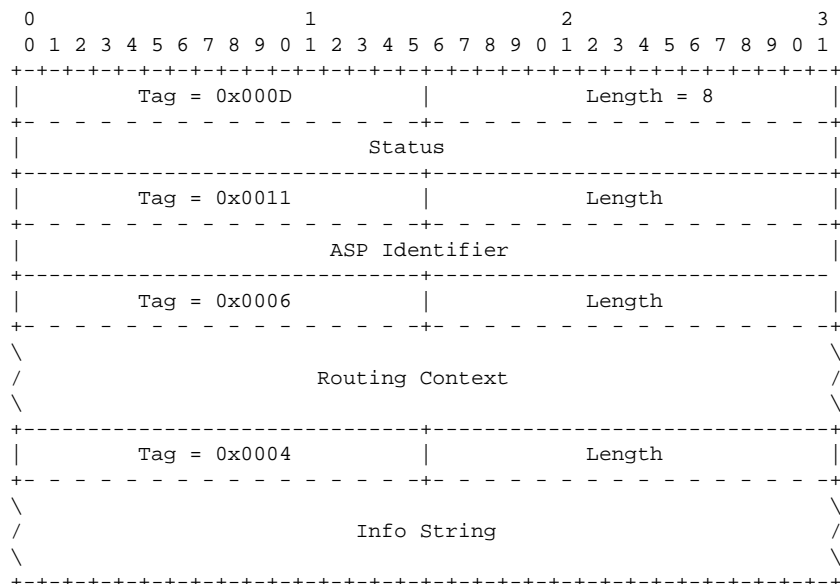 0                   1                   2                   3
 0 1 2 3 4 5 6 7 8 9 0 1 2 3 4 5 6 7 8 9 0 1 2 3 4 5 6 7 8 9 0 1
+-+-+-+-+-+-+-+-+-+-+-+-+-+-+-+-+-+-+-+-+-+-+-+-+-+-+-+-+-+-+-+-+
|         Tag = 0x000D          |            Length = 8         |
+- - - - - - - - - - - - - - - -+- - - - - - - - - - - - - - - -+
|                           Status                              |
+-------------------------------+-------------------------------+
|         Tag = 0x0011          |            Length             |
+- - - - - - - - - - - - - - - -+- - - - - - - - - - - - - - - -+
|                        ASP Identifier                         |
+-------------------------------+-------------------------------
|         Tag = 0x0006          |            Length             |
+- - - - - - - - - - - - - - - -+- - - - - - - - - - - - - - - -+
\                                                               \
/                       Routing Context                         /
\                                                               \
+-------------------------------+-------------------------------+
|         Tag = 0x0004          |            Length             |
+- - - - - - - - - - - - - - - -+- - - - - - - - - - - - - - - -+
\                                                               \
/                          Info String                          /
\                                                               \
+-+-+-+-+-+-+-+-+-+-+-+-+-+-+-+-+-+-+-+-+-+-+-+-+-+-+-+-+-+-+-+-+